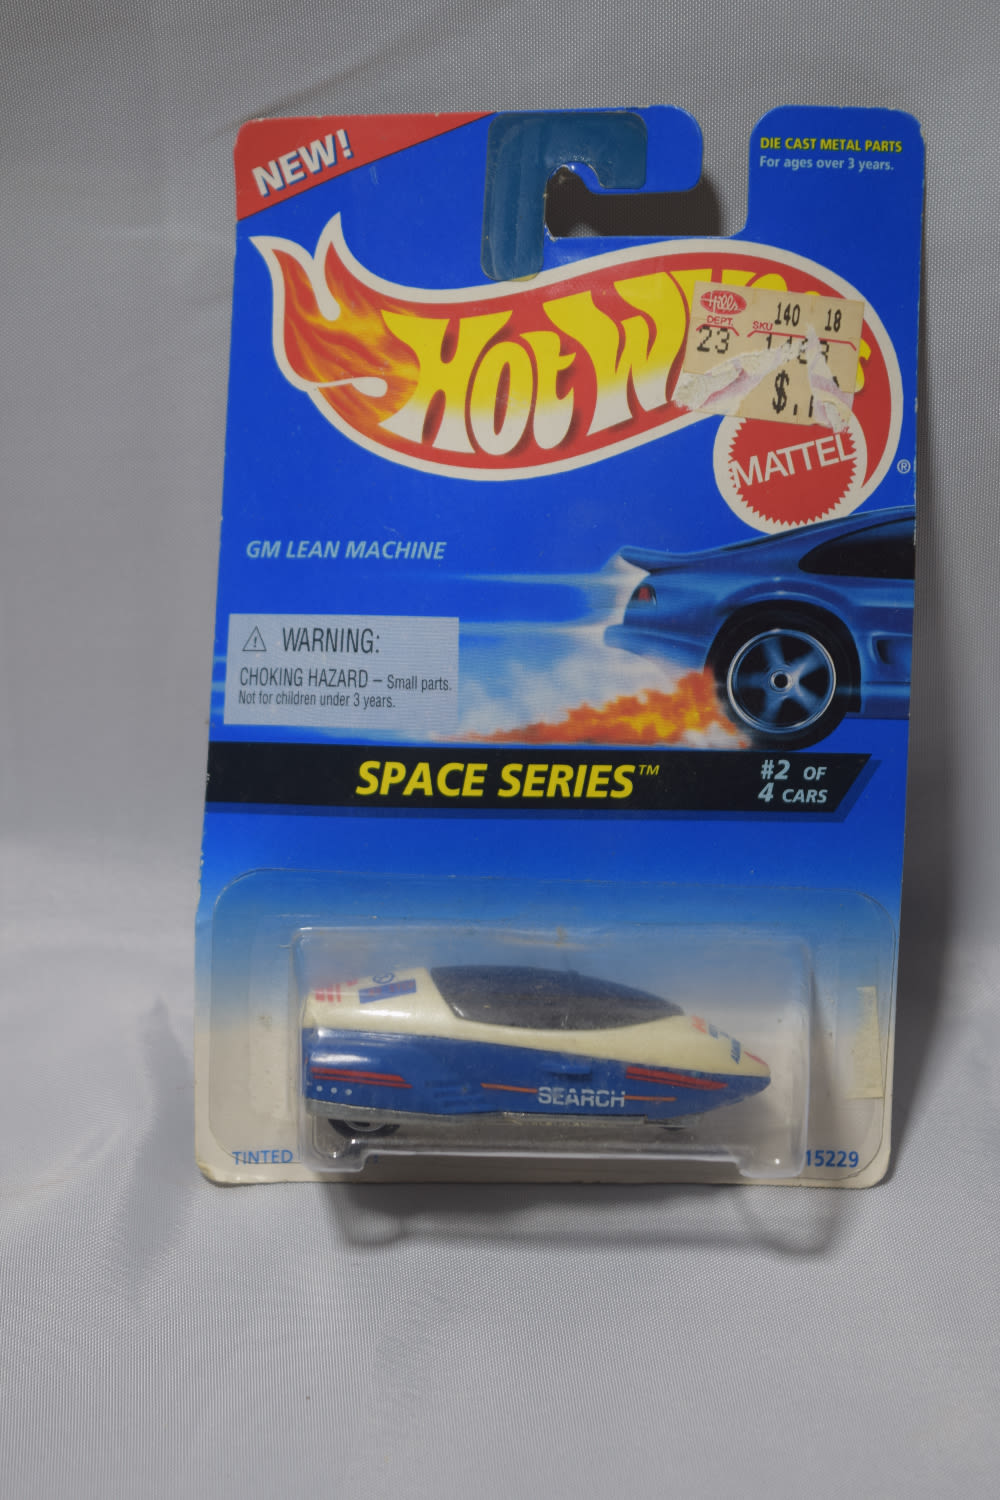 NEW!
DIE CAST METAL PARTS
For ages over 3 years.
HOT
Hills
DEPT. SKU 140 18
23
$.
MATTEL
®
GM LEAN MACHINE
WARNING:
CHOKING HAZARD – Small parts.
Not for children under 3 years.
SPACE SERIES™
#2 OF
4 CARS
SEARCH
TINTED
15229